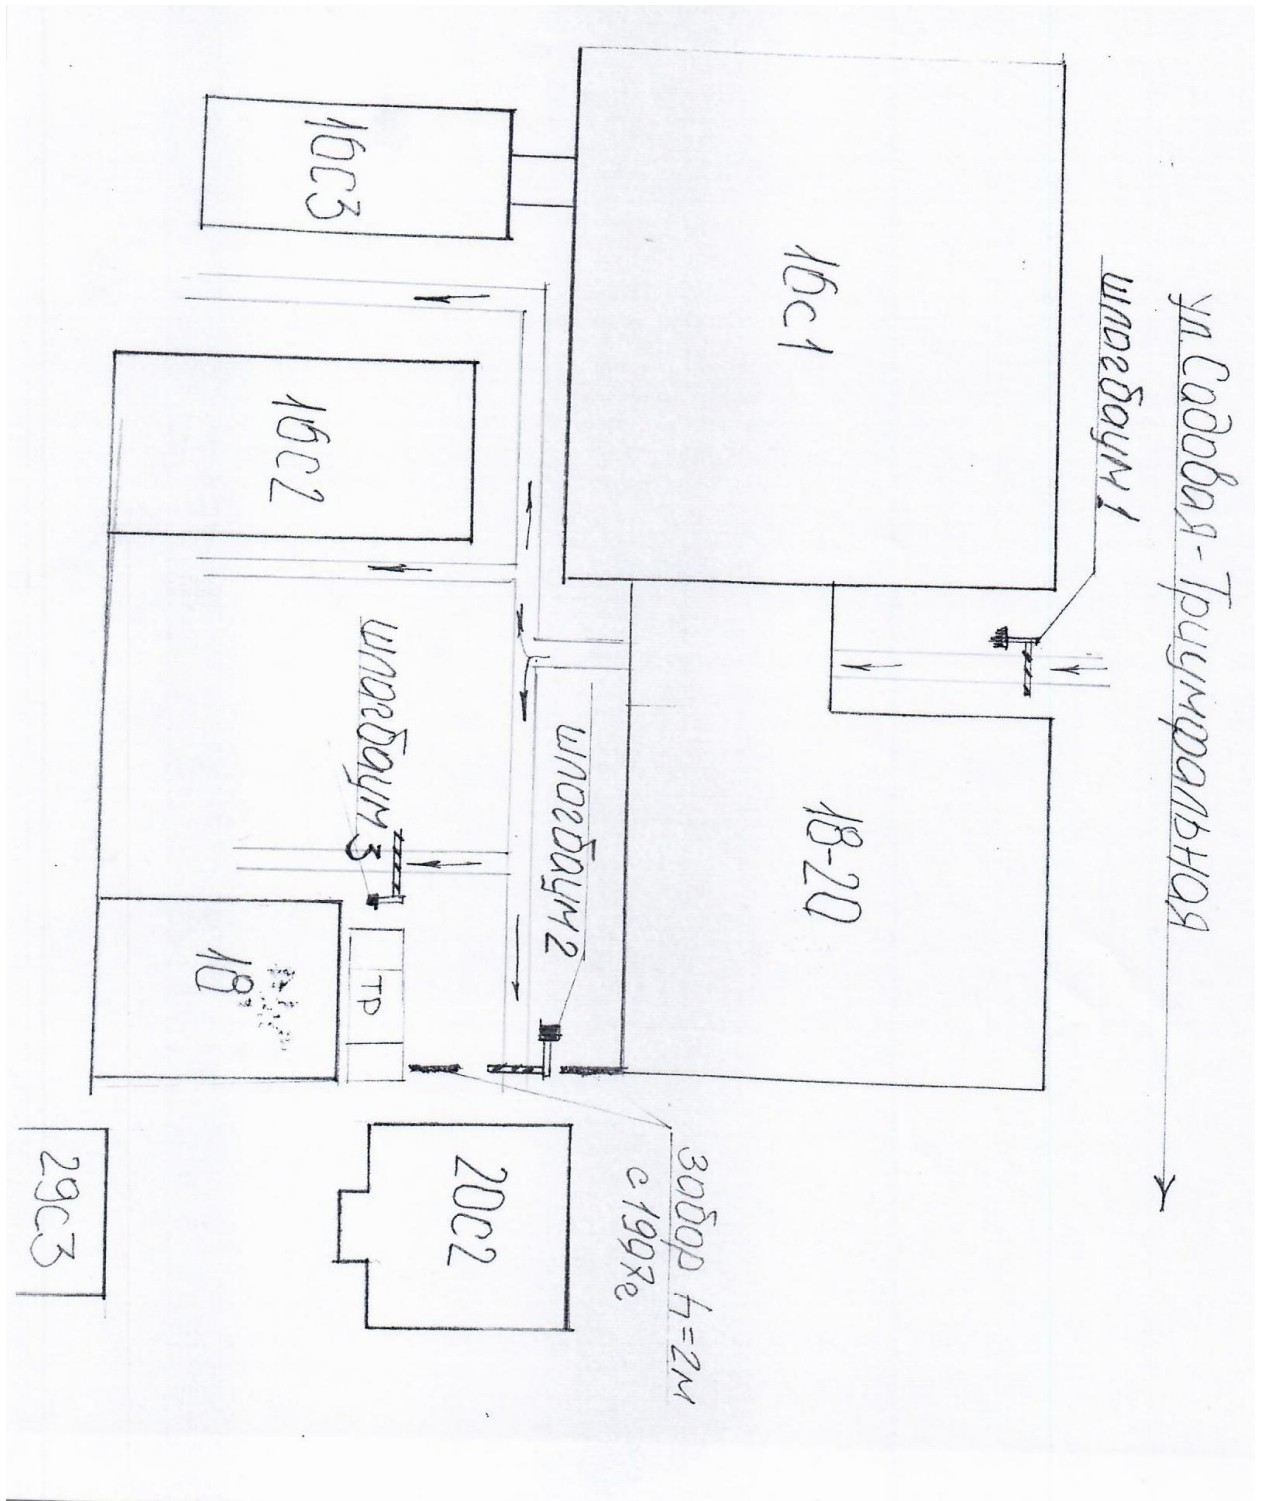 ул. Садовая-Триумфальная
шлагбаум 1
16с1
18-20
16с3
16с2
шлагбаум 2
шлагбаум 3
ТР
18
забор h=2м
с 1997г
20с2
29с3